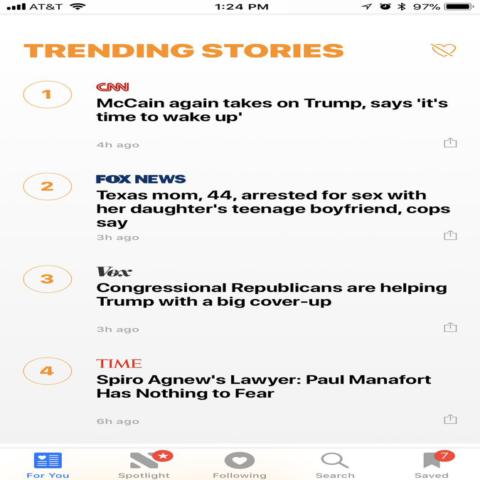 AT&T 1:24 PM 97%
TRENDING STORIES
1
CNN
McCain again takes on Trump, says 'it's
time to wake up'
4h ago
2
FOX NEWS
Texas mom, 44, arrested for sex with
her daughter's teenage boyfriend, cops
say
3h ago
3
Vox
Congressional Republicans are helping
Trump with a big cover-up
3h ago
4
TIME
Spiro Agnew's Lawyer: Paul Manafort
Has Nothing to Fear
6h ago
7
For You Spotlight Following Search Saved